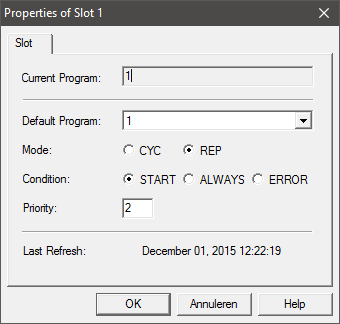 Properties of Slot 1
Slot
Current Program: 1
Default Program: 1
Mode: CYC REP
Condition: START ALWAYS ERROR
Priority: 2
Last Refresh: December 01, 2015 12:22:19
OK Annuleren Help